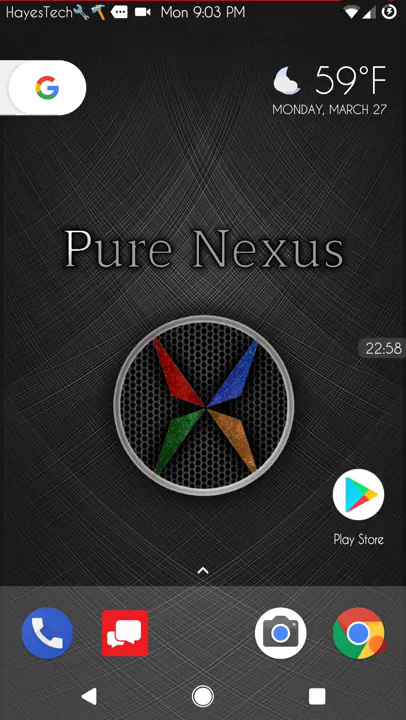 HayesTech🔧🔨 Mon 9:03 PM
G
59°F
MONDAY, MARCH 27
Pure Nexus
22:58
Play Store